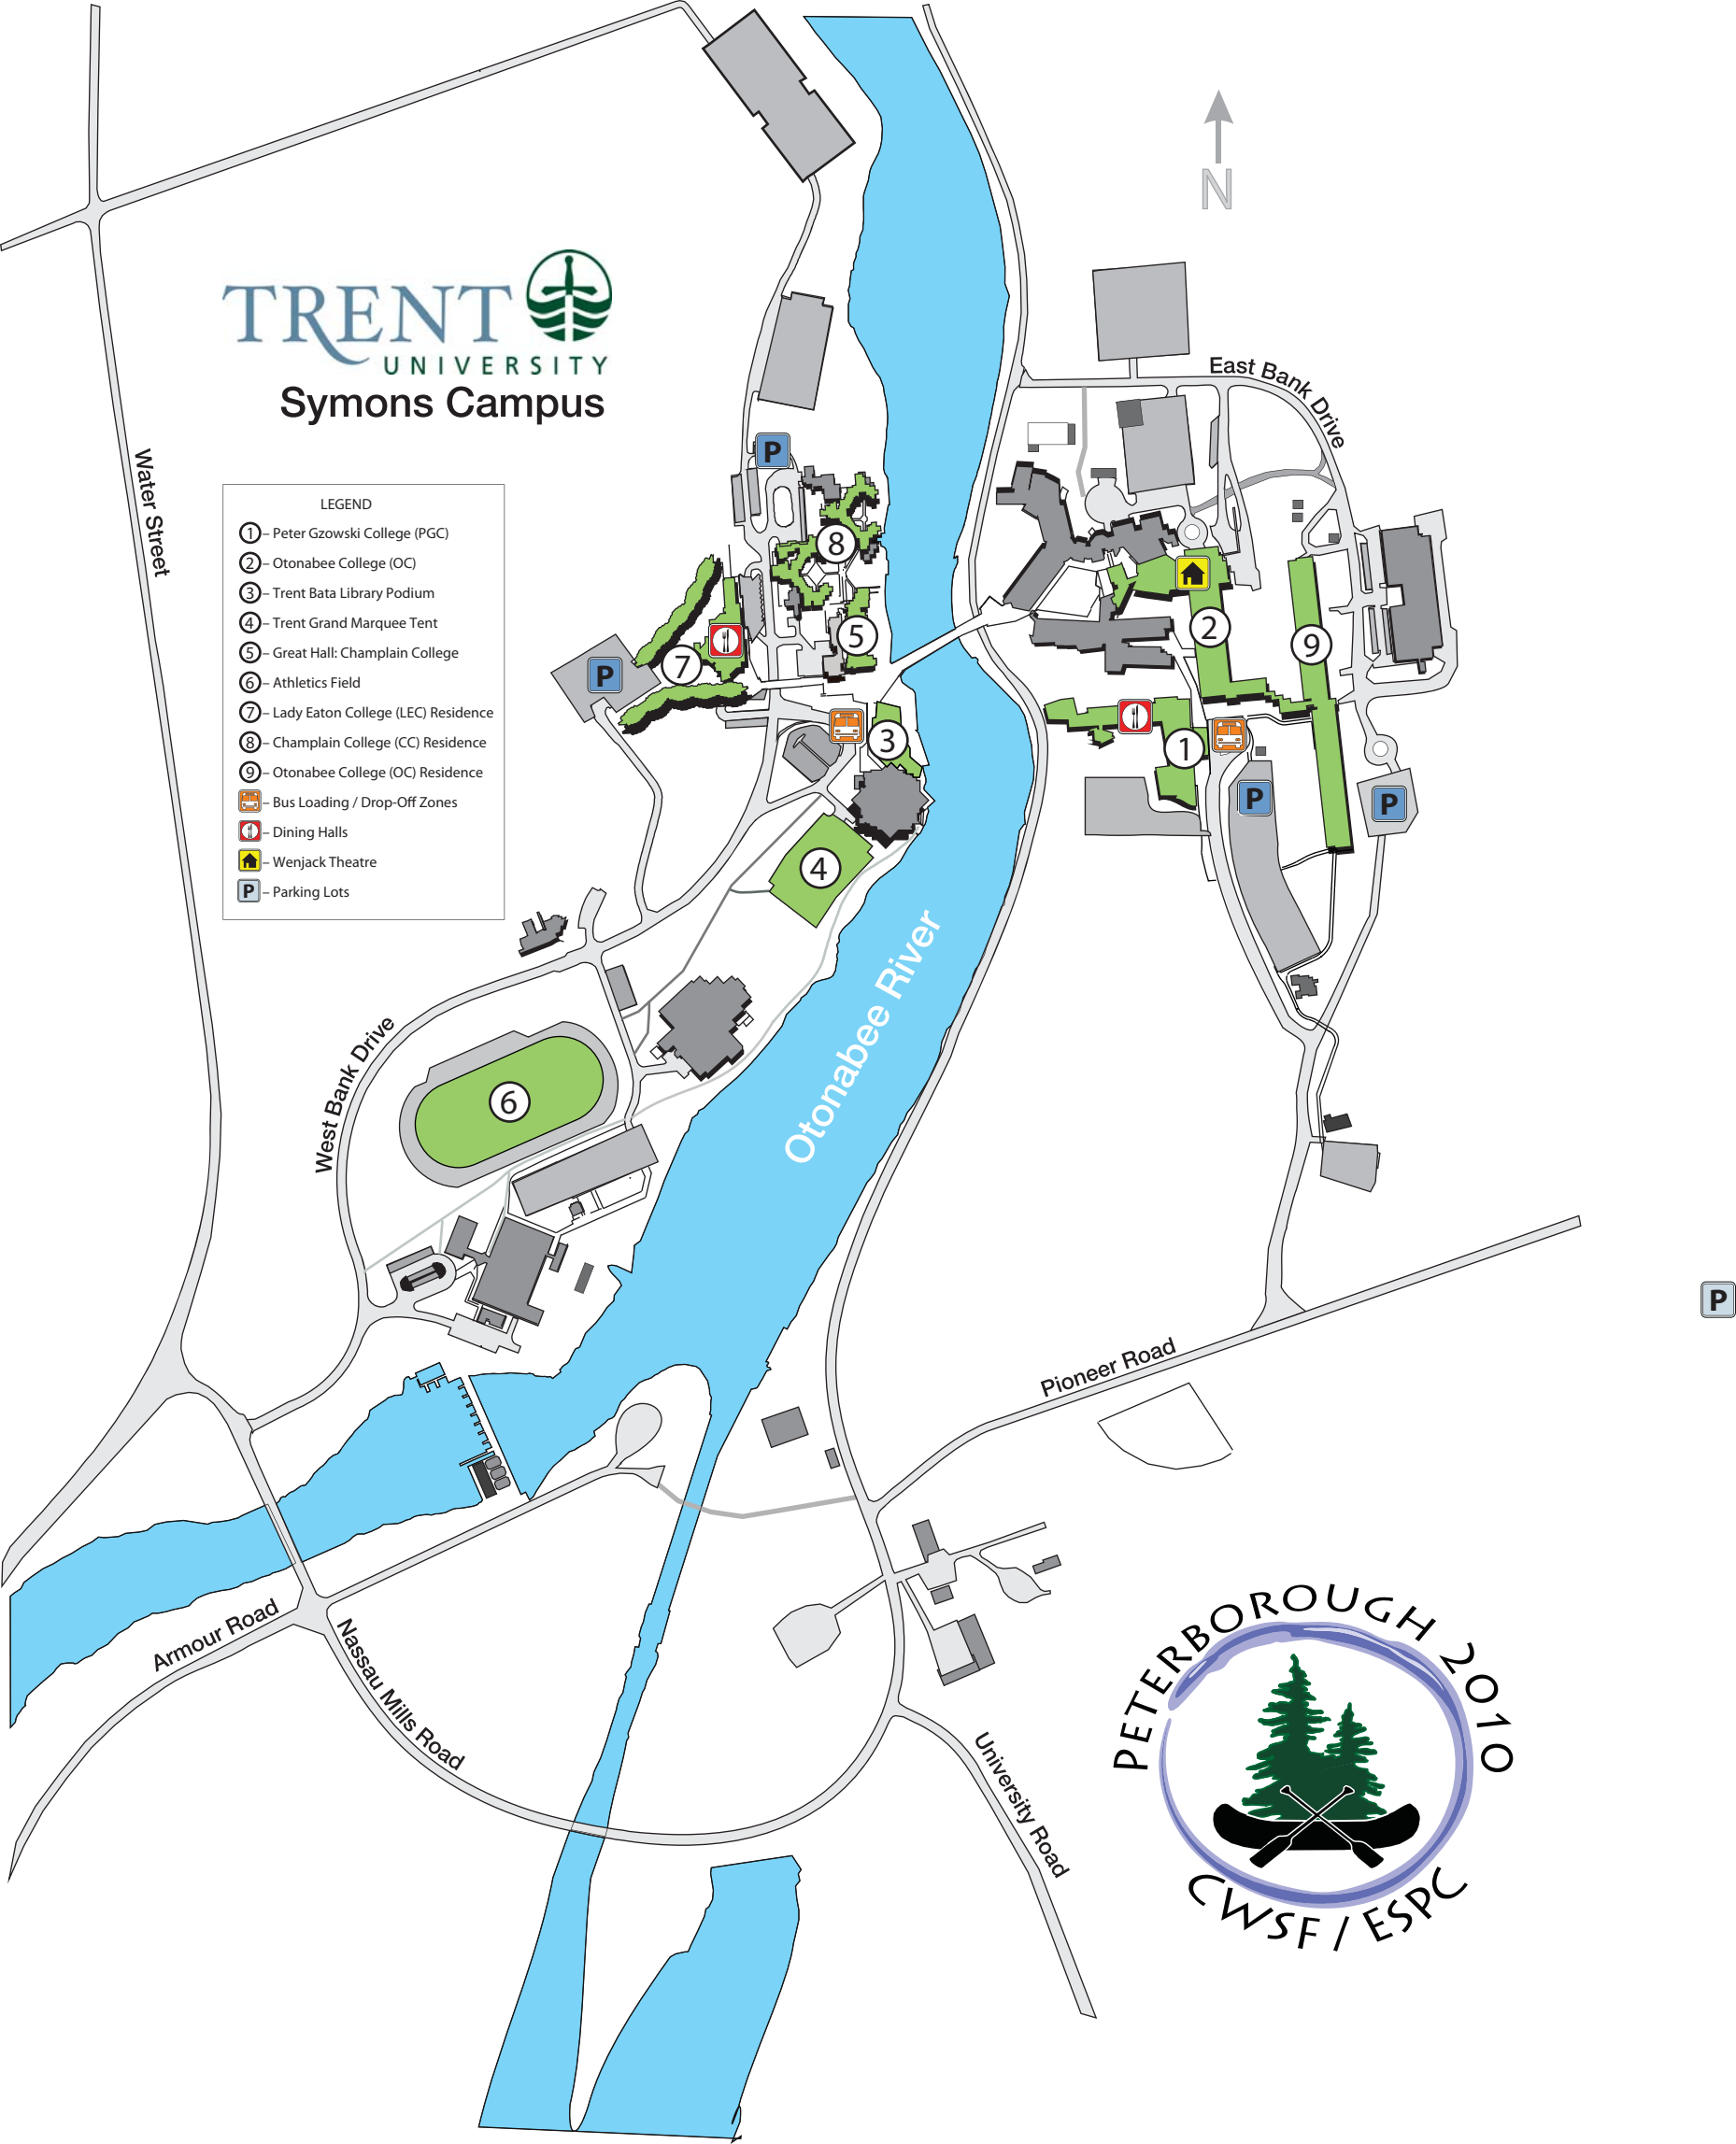 N
TRENT
UNIVERSITY
Symons Campus
East Bank Drive
Water Street
LEGEND
1 – Peter Gzowski College (PGC)
2 – Otonabee College (OC)
3 – Trent Bata Library Podium
4 – Trent Grand Marquee Tent
5 – Great Hall: Champlain College
6 – Athletics Field
7 – Lady Eaton College (LEC) Residence
8 – Champlain College (CC) Residence
9 – Otonabee College (OC) Residence
– Bus Loading / Drop-Off Zones
– Dining Halls
– Wenjack Theatre
P – Parking Lots
P
8
5
7
P
2
9
3
1
P
P
4
Otonabee River
West Bank Drive
6
P
Pioneer Road
Armour Road
Nassau Mills Road
University Road
PETERBOROUGH 2010
CWSF / ESPC